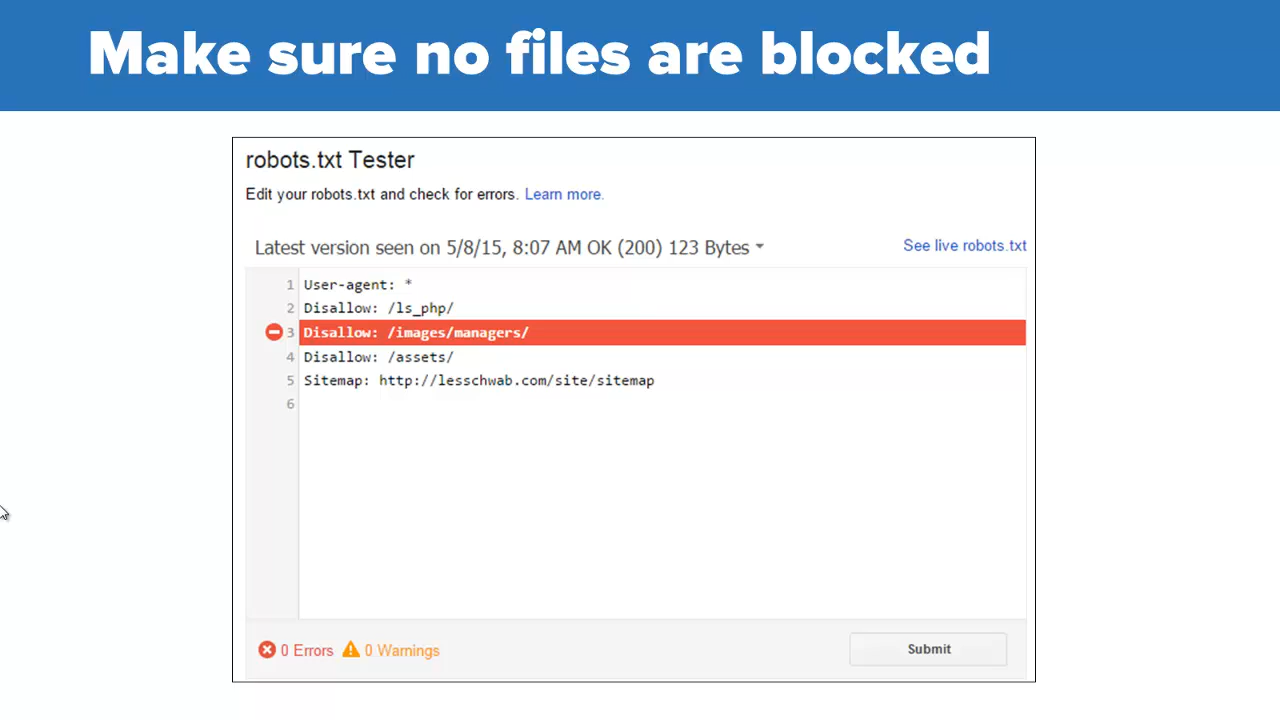 Make sure no files are blocked
robots.txt Tester
Edit your robots.txt and check for errors. Learn more.
Latest version seen on 5/8/15, 8:07 AM OK (200) 123 Bytes
See live robots.txt
1 User-agent: *
2 Disallow: /ls_php/
3 Disallow: /images/managers/
4 Disallow: /assets/
5 Sitemap: http://lesschwab.com/site/sitemap
6
0 Errors 0 Warnings
Submit